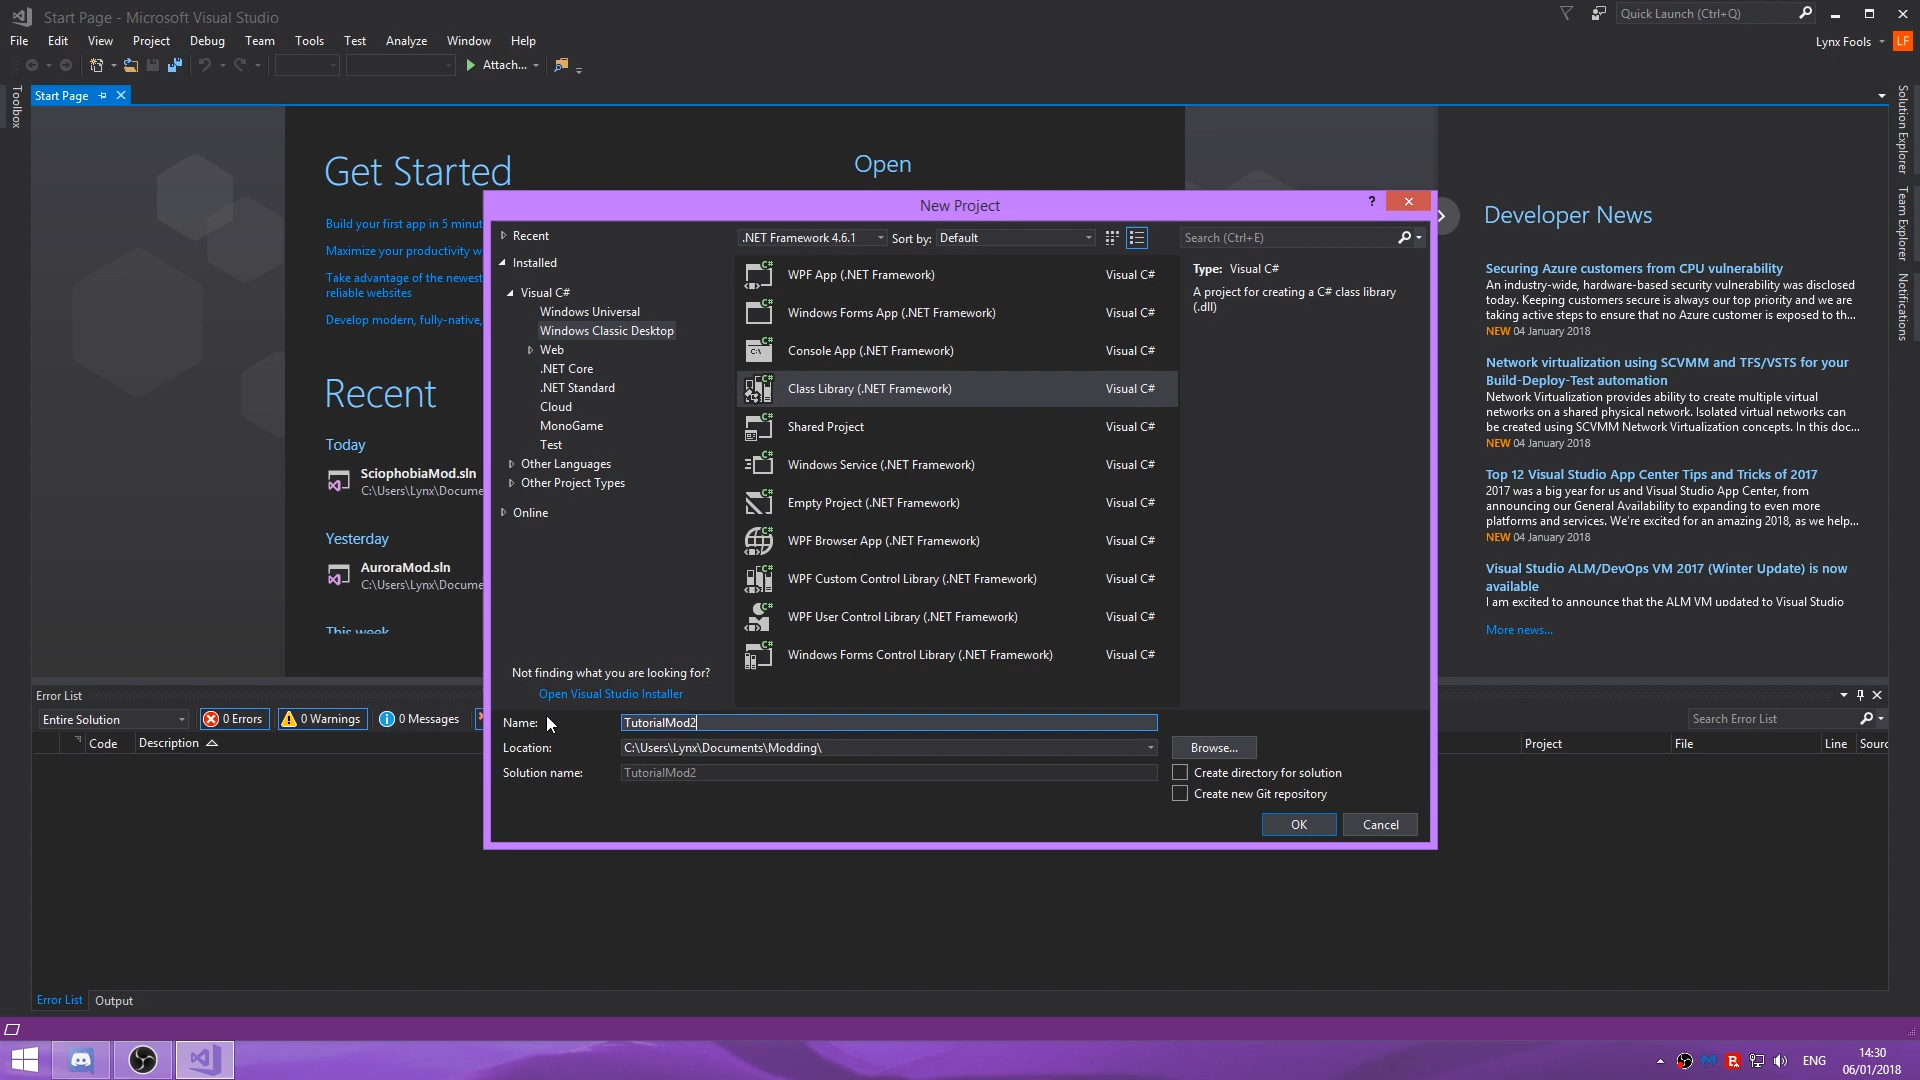 Start Page - Microsoft Visual Studio
Quick Launch (Ctrl+Q)
File Edit View Project Debug Team Tools Test Analyze Window Help
Lynx Fools
LF
Attach...
Toolbox
Start Page
Get Started
Build your first app in 5 minut
Maximize your productivity w
Take advantage of the newest
reliable websites
Develop modern, fully-native,
Recent
Today
SciophobiaMod.sln
C:\Users\Lynx\Docume
Yesterday
AuroraMod.sln
C:\Users\Lynx\Docume
This week
Open
New Project
?
Recent
Installed
Visual C#
Windows Universal
Windows Classic Desktop
Web
.NET Core
.NET Standard
Cloud
MonoGame
Test
Other Languages
Other Project Types
Online
Not finding what you are looking for?
Open Visual Studio Installer
.NET Framework 4.6.1
Sort by: Default
Search (Ctrl+E)
WPF App (.NET Framework) Visual C#
Windows Forms App (.NET Framework) Visual C#
Console App (.NET Framework) Visual C#
Class Library (.NET Framework) Visual C#
Shared Project Visual C#
Windows Service (.NET Framework) Visual C#
Empty Project (.NET Framework) Visual C#
WPF Browser App (.NET Framework) Visual C#
WPF Custom Control Library (.NET Framework) Visual C#
WPF User Control Library (.NET Framework) Visual C#
Windows Forms Control Library (.NET Framework) Visual C#
Type: Visual C#
A project for creating a C# class library
(.dll)
Name: TutorialMod2
Location: C:\Users\Lynx\Documents\Modding\
Browse...
Solution name: TutorialMod2
Create directory for solution
Create new Git repository
OK
Cancel
Developer News
Securing Azure customers from CPU vulnerability
An industry-wide, hardware-based security vulnerability was disclosed
today. Keeping customers secure is always our top priority and we are
taking active steps to ensure that no Azure customer is exposed to th...
NEW 04 January 2018
Network virtualization using SCVMM and TFS/VSTS for your
Build-Deploy-Test automation
Network Virtualization provides ability to create multiple virtual
networks on a shared physical network. Isolated virtual networks can
be created using SCVMM Network Virtualization concepts. In this doc...
NEW 04 January 2018
Top 12 Visual Studio App Center Tips and Tricks of 2017
2017 was a big year for us and Visual Studio App Center, from
announcing our General Availability to expanding to even more
platforms and services. We're excited for an amazing 2018, as we help...
NEW 04 January 2018
Visual Studio ALM/DevOps VM 2017 (Winter Update) is now
available
I am excited to announce that the ALM VM updated to Visual Studio
More news...
Solution Explorer
Team Explorer
Notifications
Error List
Entire Solution
0 Errors
0 Warnings
0 Messages
Search Error List
Code
Description
Project
File
Line
Sourc
Error List
Output
ENG
14:30
06/01/2018